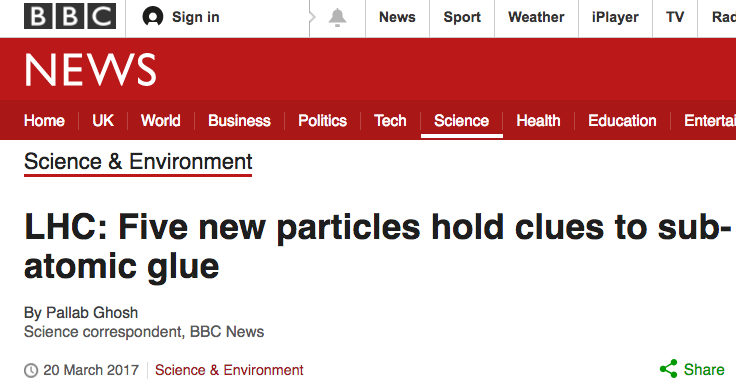 BBC Sign in News Sport Weather iPlayer TV Rad
NEWS
Home UK World Business Politics Tech Science Health Education Enterta
Science & Environment
LHC: Five new particles hold clues to sub-
atomic glue
By Pallab Ghosh
Science correspondent, BBC News
20 March 2017 Science & Environment Share